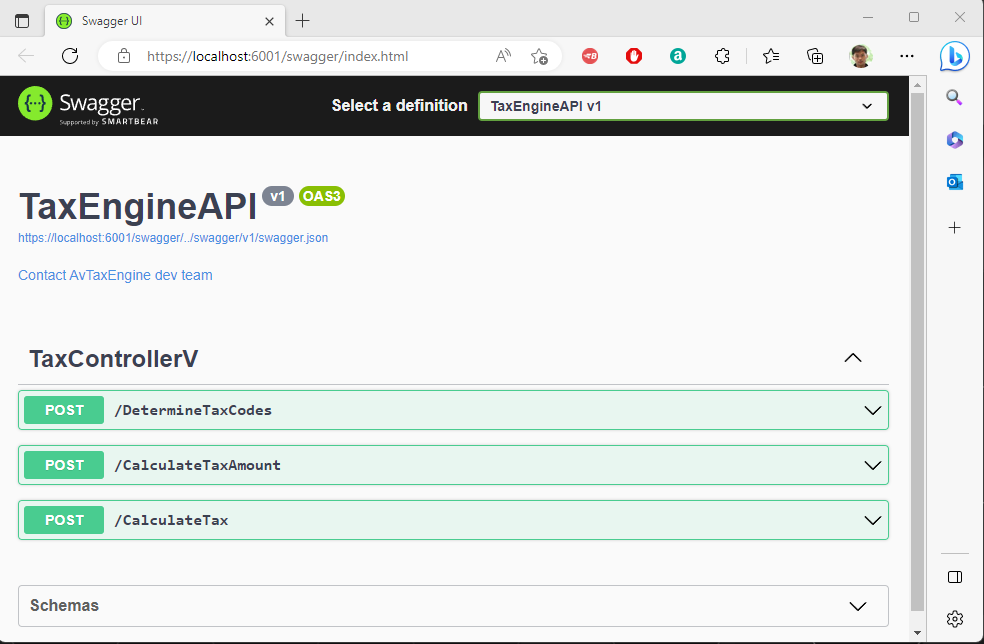 Swagger UI
https://localhost:6001/swagger/index.html
Swagger
Supported by SMARTBEAR
Select a definition
TaxEngineAPI v1
TaxEngineAPI v1 OAS3
https://localhost:6001/swagger/../swagger/v1/swagger.json
Contact AvTaxEngine dev team
TaxControllerV
POST /DetermineTaxCodes
POST /CalculateTaxAmount
POST /CalculateTax
Schemas